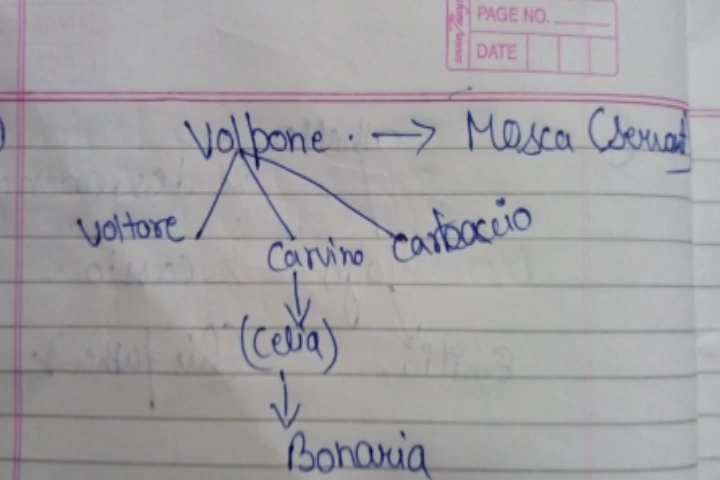 PAGE NO.
DATE
Volpone. → Mosca (Servant
Voltore Carvino Carbaccio
(Celia)
Bonaria